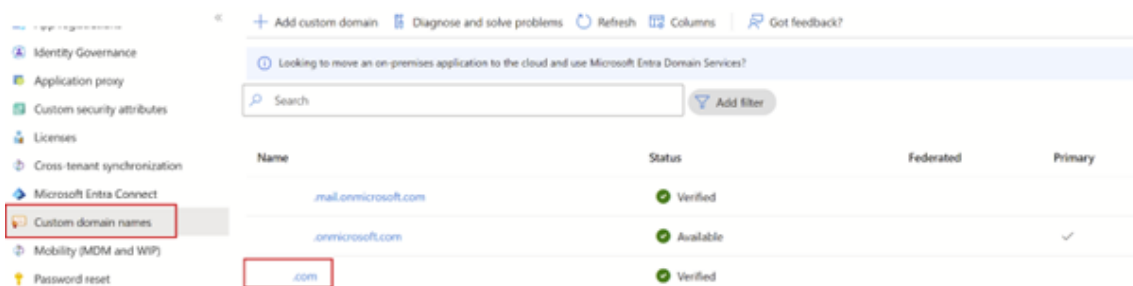 Add custom domain Diagnose and solve problems Refresh Columns Got feedback?
Identity Governance
Looking to move an on-premises application to the cloud and use Microsoft Entra Domain Services?
Application proxy
Search Add filter
Custom security attributes
Licenses
Name Status Federated Primary
Cross-tenant synchronization
Microsoft Entra Connect
.mail.onmicrosoft.com Verified
Custom domain names
.onmicrosoft.com Available
Mobility (MDM and WIP)
Password reset
.com Verified